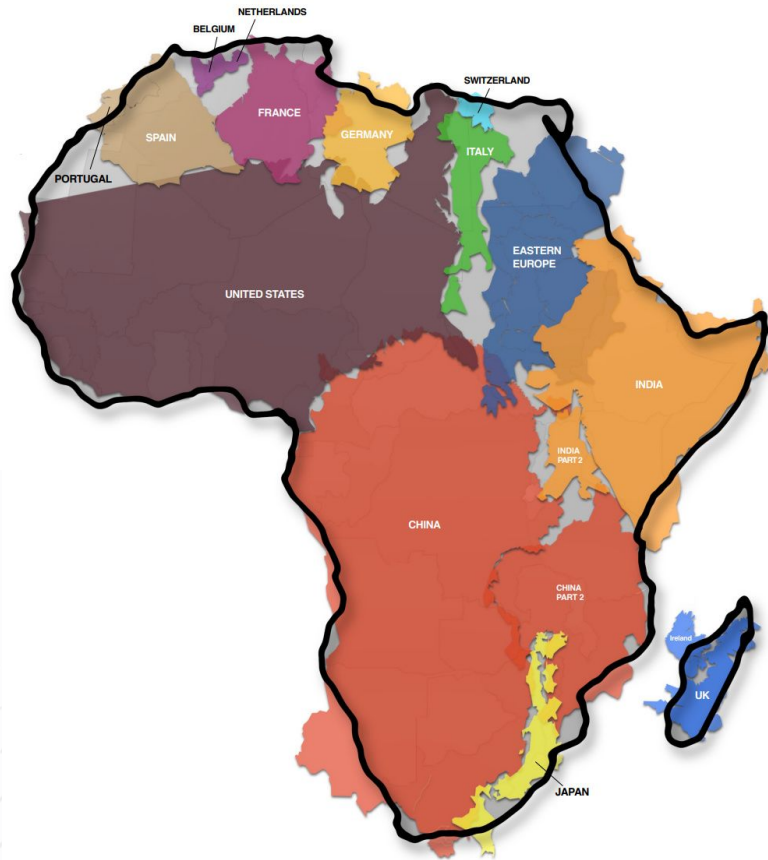 NETHERLANDS
BELGIUM
SWITZERLAND
FRANCE
SPAIN
GERMANY
ITALY
PORTUGAL
EASTERN
EUROPE
UNITED STATES
INDIA
INDIA
PART 2
CHINA
CHINA
PART 2
Ireland
UK
JAPAN